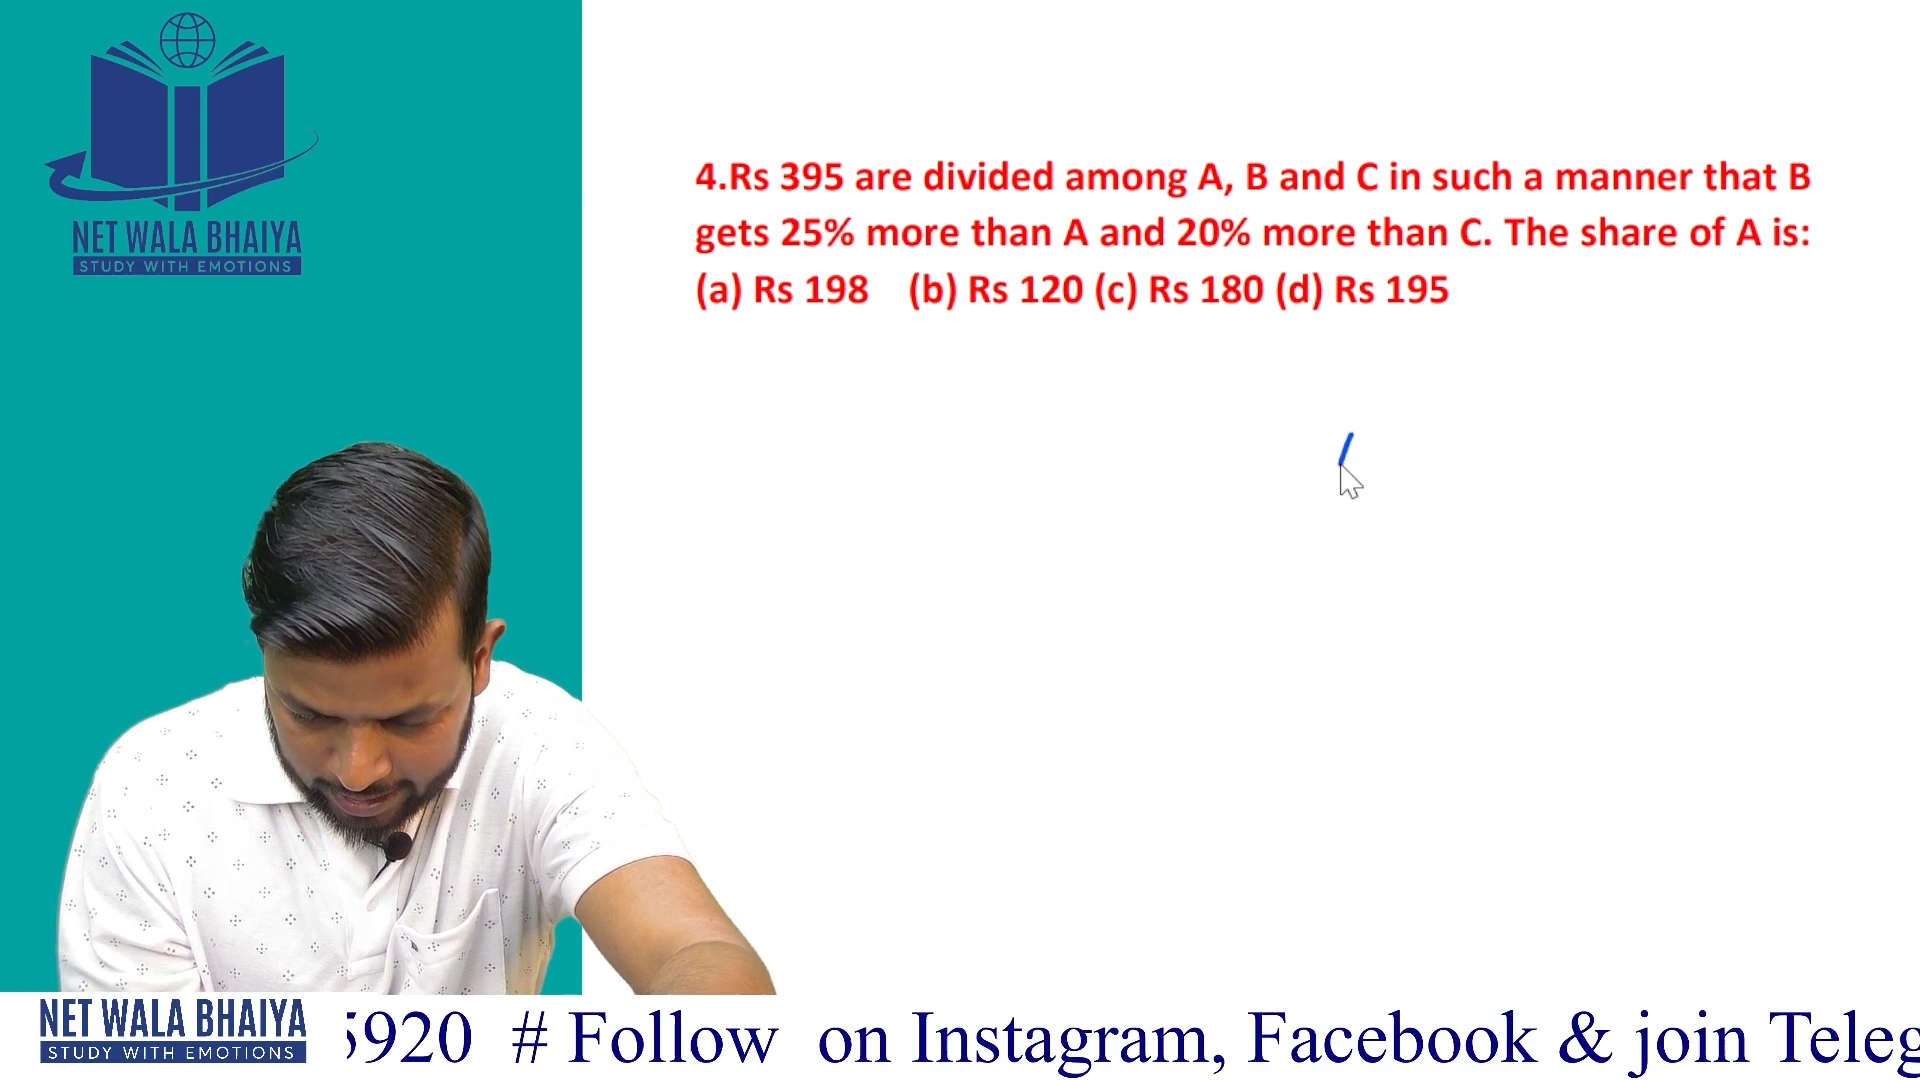 NET WALA BHAIYA
STUDY WITH EMOTIONS
4.Rs 395 are divided among A, B and C in such a manner that B
gets 25% more than A and 20% more than C. The share of A is:
(a) Rs 198 (b) Rs 120 (c) Rs 180 (d) Rs 195
NET WALA BHAIYA
STUDY WITH EMOTIONS
5920 # Follow on Instagram, Facebook & join Teleg